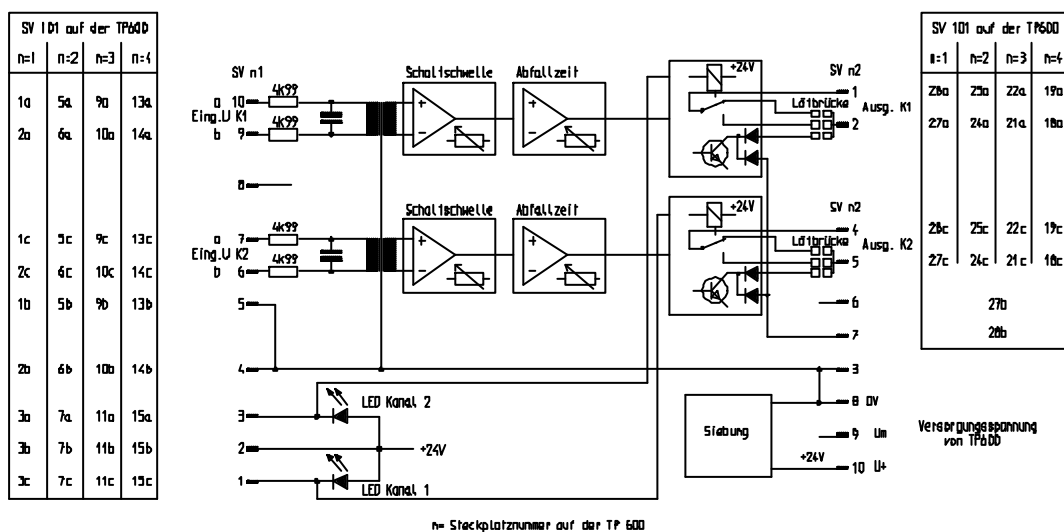 SV 101 auf der TP600
n=1 n=2 n=3 n=4
1a 5a 9a 13a
2a 6a 10a 14a
1c 5c 9c 13c
2c 6c 10c 14c
1b 5b 9b 13b
2b 6b 10b 14b
3a 7a 11a 15a
3b 7b 11b 15b
3c 7c 11c 15c
SV n1
a 10
4k99
Eing.U K1
b 9
4k99
8
a 7
4k99
Eing.U K2
b 6
4k99
5
4
3
2
1
Schaltschwelle
Abfallzeit
+
-
+
-
Schaltschwelle
Abfallzeit
+
-
+
-
LED Kanal 2
+24V
LED Kanal 1
+24V
SV n2
1
Lötbrücke
Ausg. K1
2
+24V
SV n2
4
Lötbrücke
Ausg. K2
5
6
7
3
Siebung
8 0V
9 Um
+24V
10 U+
Versorgungsspannung
von TP600
SV 101 auf der TP600
n=1 n=2 n=3 n=4
28a 25a 22a 19a
27a 24a 21a 18a
28c 25c 22c 19c
27c 24c 21c 18c
27b
28b
n= Steckplatznummer auf der TP 600